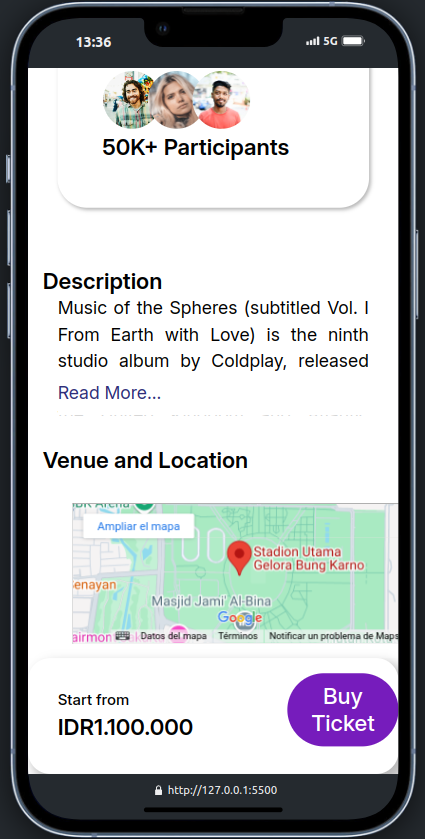 13:36
5G
50K+ Participants
Description
Music of the Spheres (subtitled Vol. I
From Earth with Love) is the ninth
studio album by Coldplay, released
Read More...
Venue and Location
Arena
Ampliar el mapa
Stadion Utama
Gelora Bung Karno
enayan
Masjid Jami' Al-Bina
Google
airmon
Datos del mapa
Términos
Notificar un problema de Maps
Start from
IDR1.100.000
Buy
Ticket
http://127.0.0.1:5500